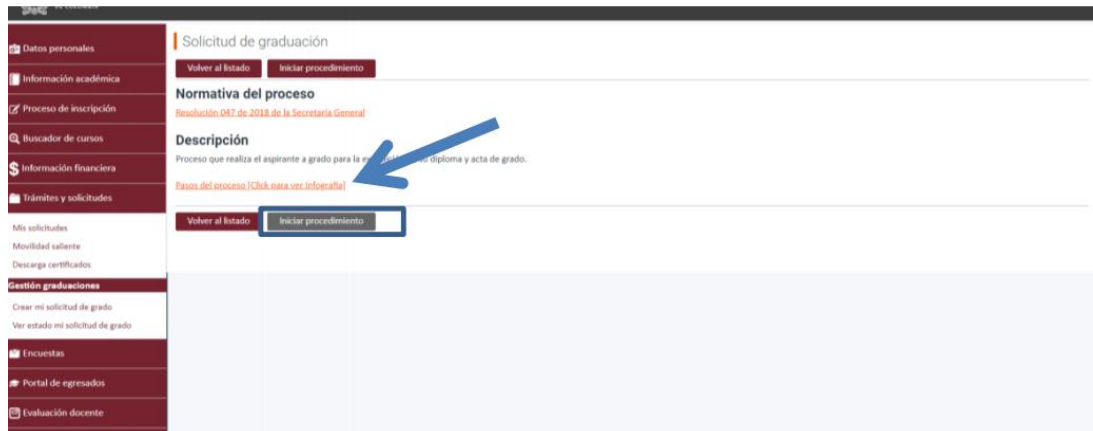 DE COLOMBIA
Datos personales
Información académica
Proceso de inscripción
Buscador de cursos
Información financiera
Trámites y solicitudes
Mis solicitudes
Movilidad saliente
Descarga certificados
Gestión graduaciones
Crear mi solicitud de grado
Ver estado mi solicitud de grado
Encuestas
Portal de egresados
Evaluación docente
Solicitud de graduación
Volver al listado Iniciar procedimiento
Normativa del proceso
Resolución 047 de 2018 de la Secretaría General
Descripción
Proceso que realiza el aspirante a grado para la diploma y acta de grado.
Pasos del proceso [Click para ver Infografía]
Volver al listado Iniciar procedimiento